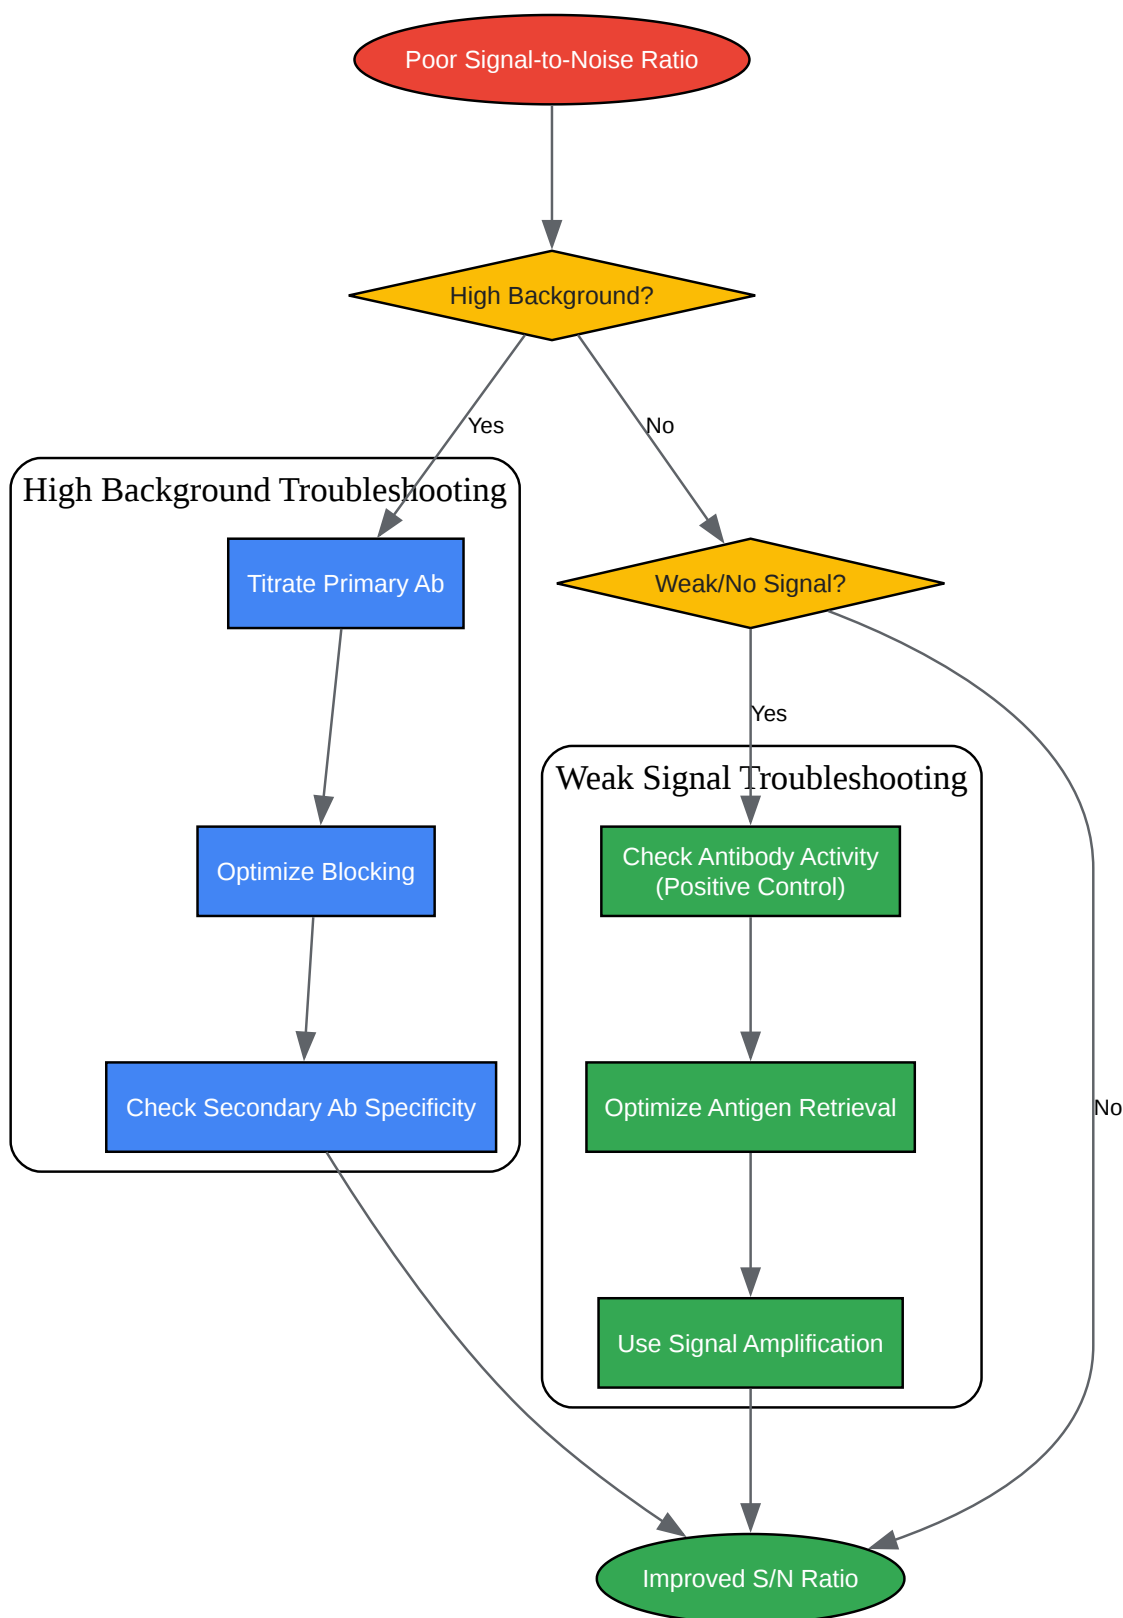 Poor Signal-to-Noise Ratio
High Background?
Yes
No
High Background Troubleshooting
Titrate Primary Ab
Weak/No Signal?
Yes
Weak Signal Troubleshooting
Optimize Blocking
Check Antibody Activity
(Positive Control)
Check Secondary Ab Specificity
Optimize Antigen Retrieval
No
Use Signal Amplification
Improved S/N Ratio